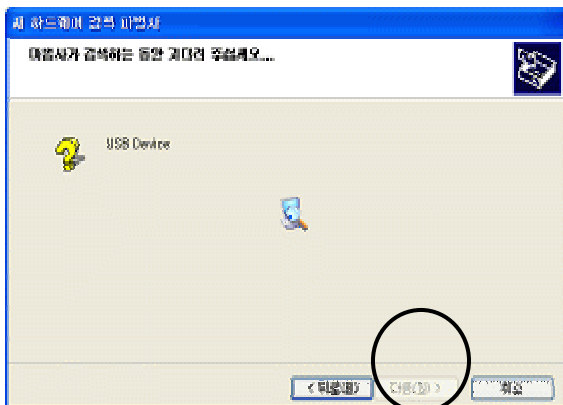 새 하드웨어 검색 마법사
마법사가 검색하는 동안 기다려 주십시오...
USB Device
< 뒤로(B)
다음(N) >
취소